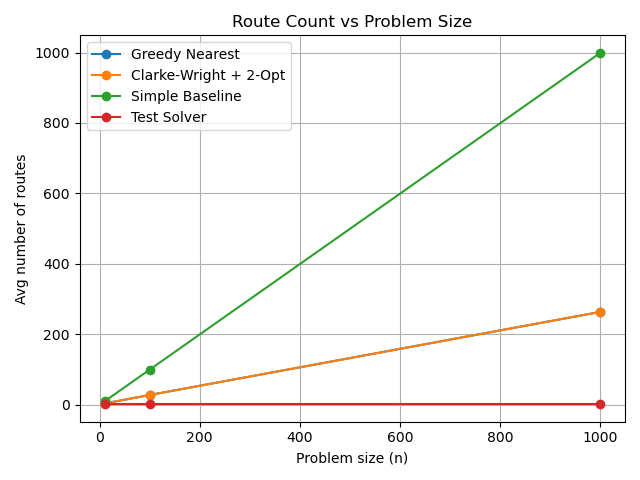 Route Count vs Problem Size
Greedy Nearest
Clarke-Wright + 2-Opt
Simple Baseline
Test Solver
Avg number of routes
1000
800
600
400
200
0
0 200 400 600 800 1000
Problem size (n)